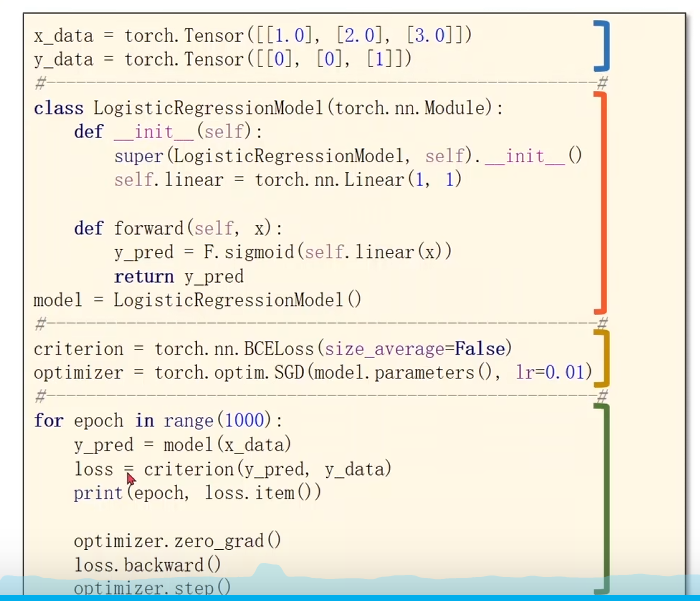 x_data = torch.Tensor([[1.0], [2.0], [3.0]])
y_data = torch.Tensor([[0], [0], [1]])
#-------------------------------------------------------#
class LogisticRegressionModel(torch.nn.Module):
    def __init__(self):
        super(LogisticRegressionModel, self).__init__()
        self.linear = torch.nn.Linear(1, 1)

    def forward(self, x):
        y_pred = F.sigmoid(self.linear(x))
        return y_pred
model = LogisticRegressionModel()
#-------------------------------------------------------#
criterion = torch.nn.BCELoss(size_average=False)
optimizer = torch.optim.SGD(model.parameters(), lr=0.01)
#-------------------------------------------------------#
for epoch in range(1000):
    y_pred = model(x_data)
    loss = criterion(y_pred, y_data)
    print(epoch, loss.item())

    optimizer.zero_grad()
    loss.backward()
    optimizer.step()